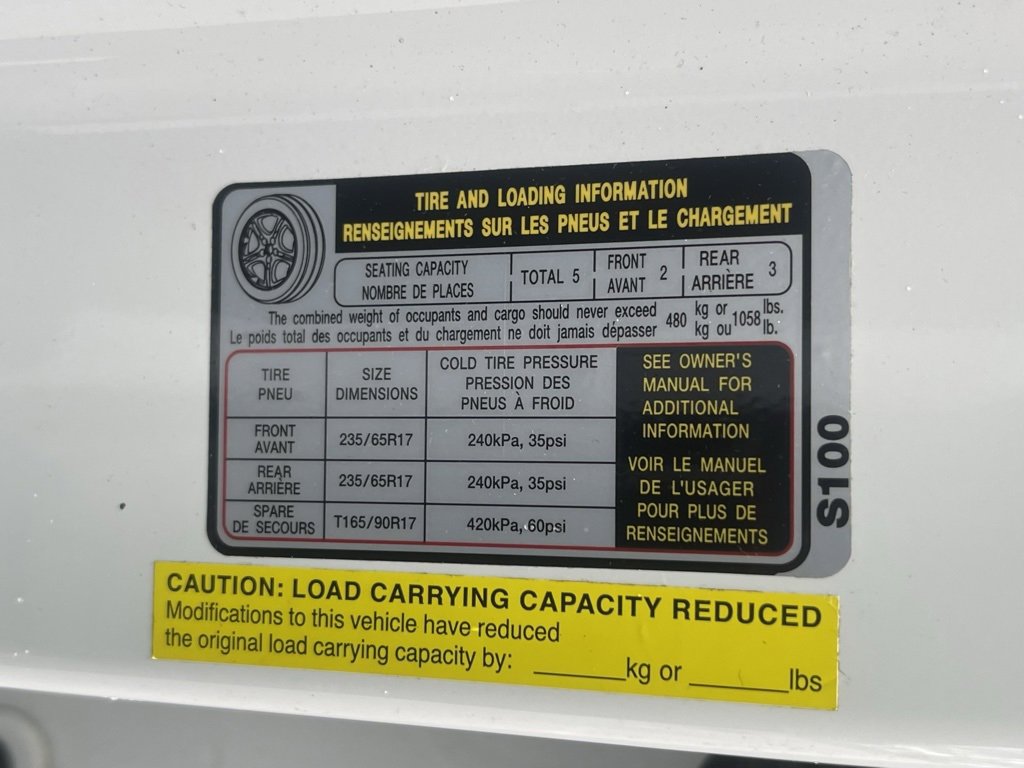 TIRE AND LOADING INFORMATION
RENSEIGNEMENTS SUR LES PNEUS ET LE CHARGEMENT
SEATING CAPACITY
NOMBRE DE PLACES
TOTAL 5
FRONT
AVANT
2
REAR
ARRIÈRE
3
The combined weight of occupants and cargo should never exceed
Le poids total des occupants et du chargement ne doit jamais dépasser
480
kg or
kg ou
1058
lbs.
lb.
TIRE
PNEU
SIZE
DIMENSIONS
COLD TIRE PRESSURE
PRESSION DES
PNEUS À FROID
FRONT
AVANT
235/65R17
240kPa, 35psi
REAR
ARRIÈRE
235/65R17
240kPa, 35psi
SPARE
DE SECOURS
T165/90R17
420kPa, 60psi
SEE OWNER'S
MANUAL FOR
ADDITIONAL
INFORMATION
VOIR LE MANUEL
DE L'USAGER
POUR PLUS DE
RENSEIGNEMENTS
S100
CAUTION: LOAD CARRYING CAPACITY REDUCED
Modifications to this vehicle have reduced
the original load carrying capacity by: ______kg or ______lbs